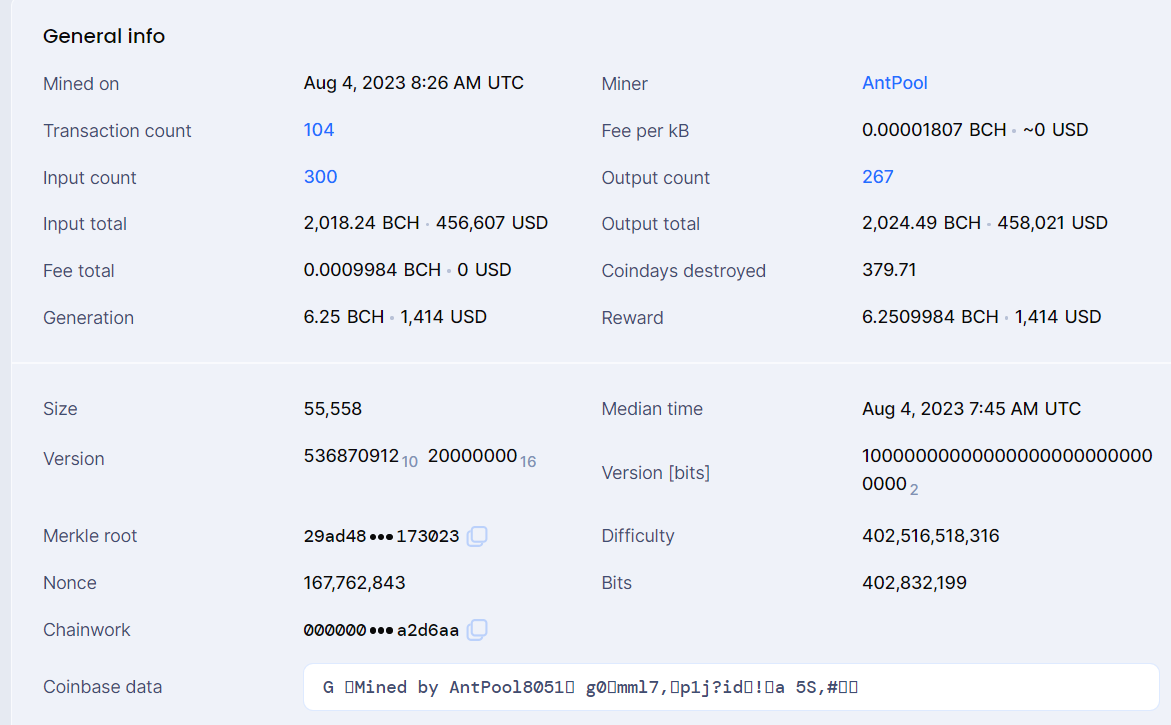 General info
Mined on Aug 4, 2023 8:26 AM UTC Miner AntPool
Transaction count 104 Fee per kB 0.00001807 BCH · ~0 USD
Input count 300 Output count 267
Input total 2,018.24 BCH · 456,607 USD Output total 2,024.49 BCH · 458,021 USD
Fee total 0.0009984 BCH · 0 USD Coindays destroyed 379.71
Generation 6.25 BCH · 1,414 USD Reward 6.2509984 BCH · 1,414 USD
Size 55,558 Median time Aug 4, 2023 7:45 AM UTC
Version 536870912 10 20000000 16 Version [bits] 10000000000000000000000000
0000 2
Merkle root 29ad48•••173023 Difficulty 402,516,518,316
Nonce 167,762,843 Bits 402,832,199
Chainwork 000000•••a2d6aa
Coinbase data G ▯Mined by AntPool8051▯ g0▯mml7,▯p1j?id▯!▯a 5S,#▯▯